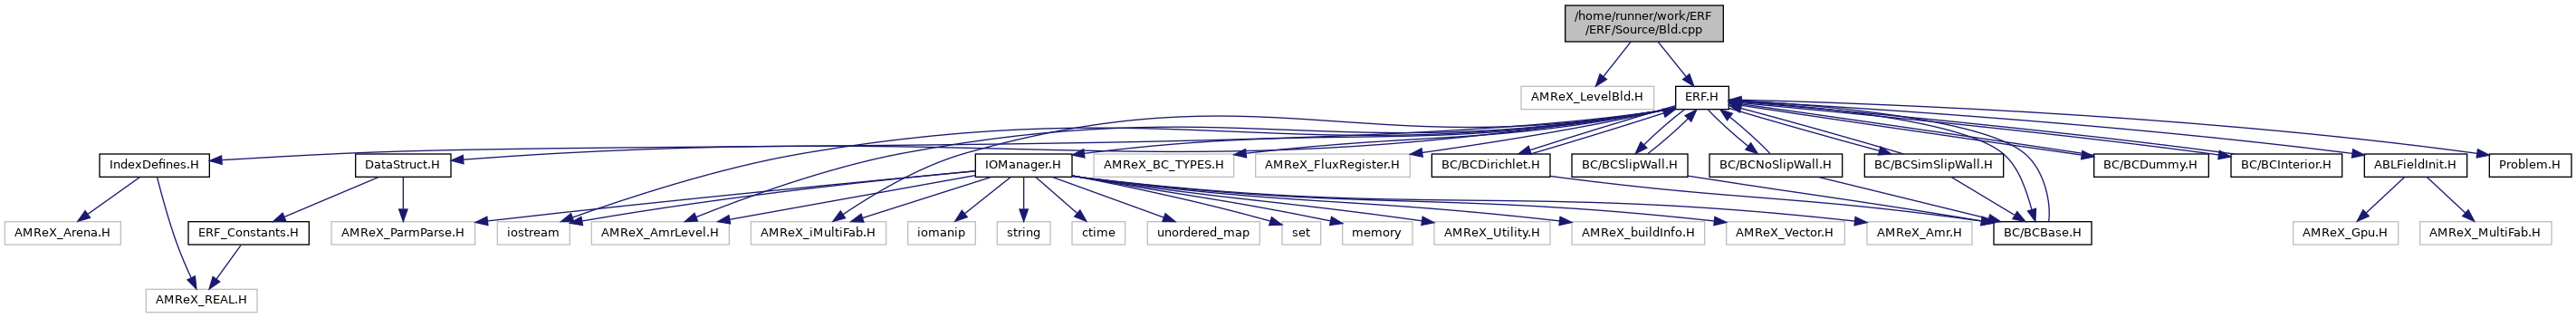 /home/runner/work/ERF
/ERF/Source/Bld.cpp
AMReX_LevelBld.H
ERF.H
IndexDefines.H
DataStruct.H
IOManager.H
AMReX_BC_TYPES.H
AMReX_FluxRegister.H
BC/BCDirichlet.H
BC/BCSlipWall.H
BC/BCNoSlipWall.H
BC/BCSimSlipWall.H
BC/BCDummy.H
BC/BCInterior.H
ABLFieldInit.H
Problem.H
AMReX_Arena.H
ERF_Constants.H
AMReX_ParmParse.H
iostream
AMReX_AmrLevel.H
AMReX_iMultiFab.H
iomanip
string
ctime
unordered_map
set
memory
AMReX_Utility.H
AMReX_buildInfo.H
AMReX_Vector.H
AMReX_Amr.H
BC/BCBase.H
AMReX_Gpu.H
AMReX_MultiFab.H
AMReX_REAL.H